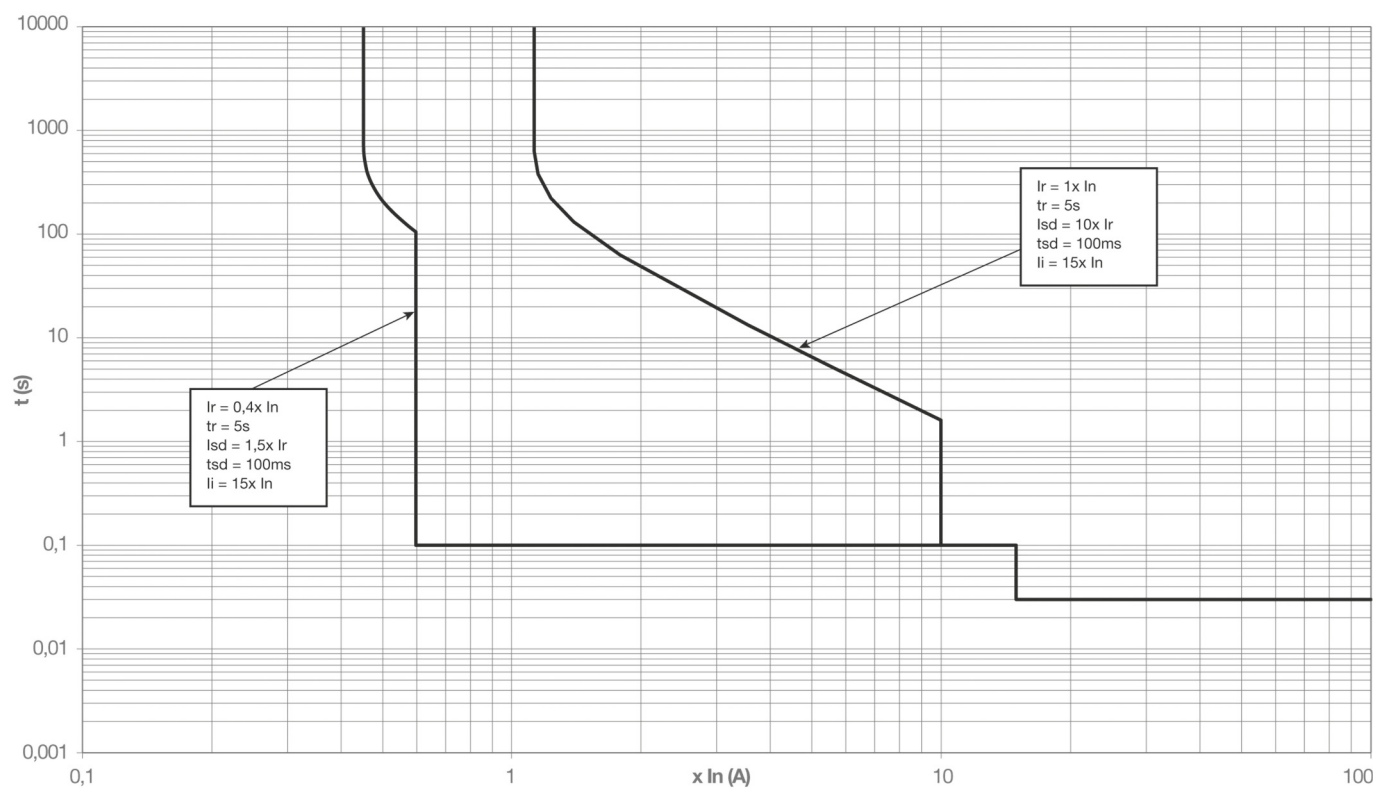 10000
1000
100
10
1
0,1
0,01
0,001
t (s)
Ir = 1x In
tr = 5s
Isd = 10x Ir
tsd = 100ms
Ii = 15x In
Ir = 0,4x In
tr = 5s
Isd = 1,5x Ir
tsd = 100ms
Ii = 15x In
0,1
1
x In (A)
10
100